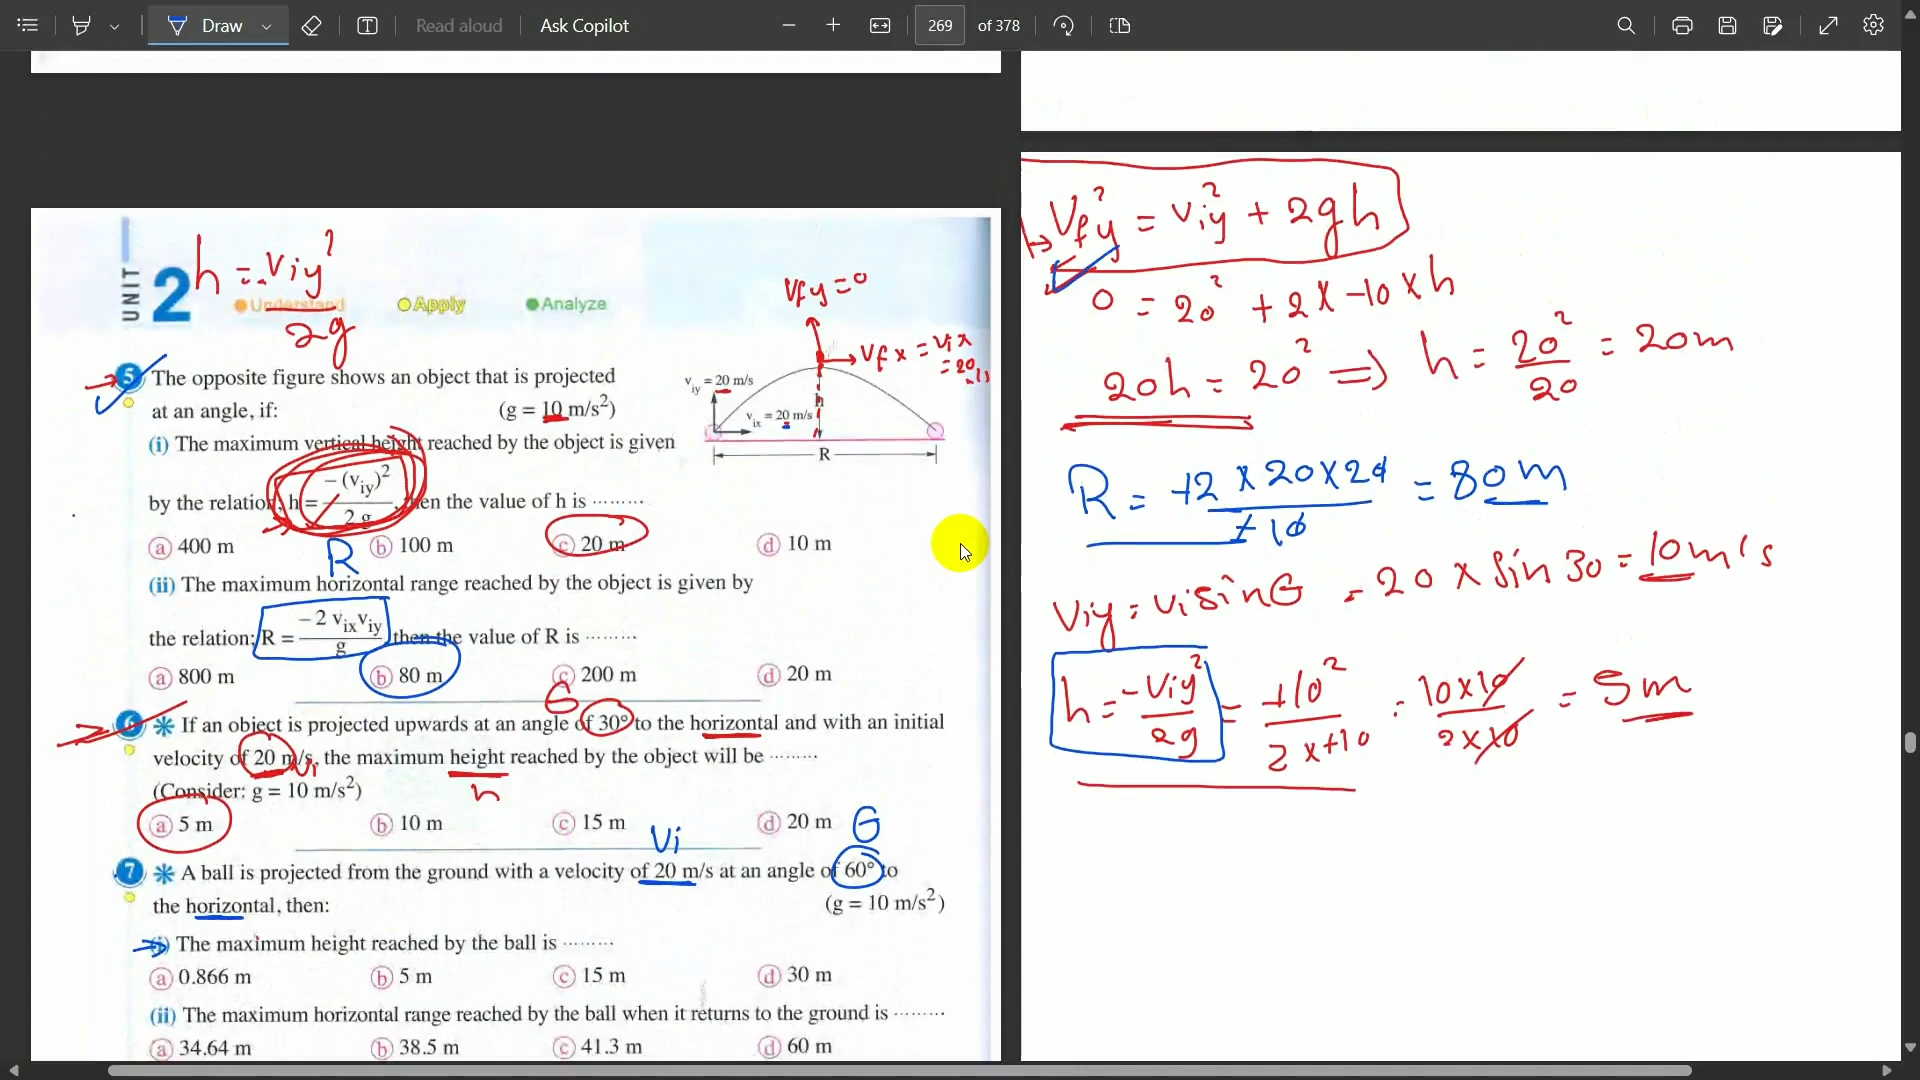 Draw
Read aloud
Ask Copilot
269 of 378
UNIT 2
h = viy²
2g
Understand Apply Analyze
Vfy = 0
Vfx = Vix
= 20
5 The opposite figure shows an object that is projected
at an angle, if: (g = 10 m/s²)
viy = 20 m/s
h
vix = 20 m/s
R
(i) The maximum vertical height reached by the object is given
by the relation; h = -(viy)² / 2 g, then the value of h is ·········
a 400 m b 100 m c 20 m d 10 m
R
(ii) The maximum horizontal range reached by the object is given by
the relation; R = -2 vix viy / g then the value of R is ·········
a 800 m b 80 m c 200 m d 20 m
6 * If an object is projected upwards at an angle of 30° to the horizontal and with an initial
velocity of 20 m/s, the maximum height reached by the object will be ·········
Vi
h
(Consider: g = 10 m/s²)
a 5 m b 10 m c 15 m d 20 m
Vi
7 * A ball is projected from the ground with a velocity of 20 m/s at an angle of 60° to
the horizontal, then: (g = 10 m/s²)
(i) The maximum height reached by the ball is ·········
a 0.866 m b 5 m c 15 m d 30 m
(ii) The maximum horizontal range reached by the ball when it returns to the ground is ·········
a 34.64 m b 38.5 m c 41.3 m d 60 m
Vfy² = viy² + 2gh
0 = 20² + 2 x -10 x h
20h = 20² ⇒ h = 20² / 20 = 20m
R = +2 x 20 x 20 / +10 = 80m
Viy = Vi sinθ = 20 x sin 30 = 10 m/s
h = -Viy² / 2g = +10² / 2 x +10 = 10x10 / 2x10 = 5m